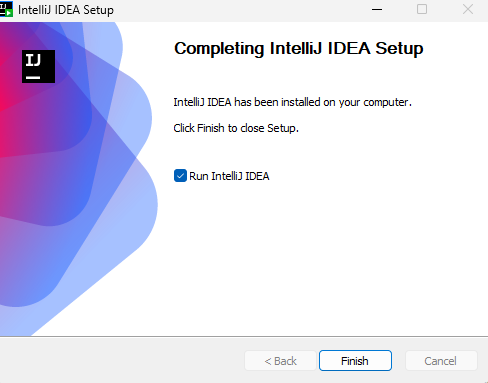 IntelliJ IDEA Setup
IJ
Completing IntelliJ IDEA Setup
IntelliJ IDEA has been installed on your computer.
Click Finish to close Setup.
Run IntelliJ IDEA
< Back
Finish
Cancel